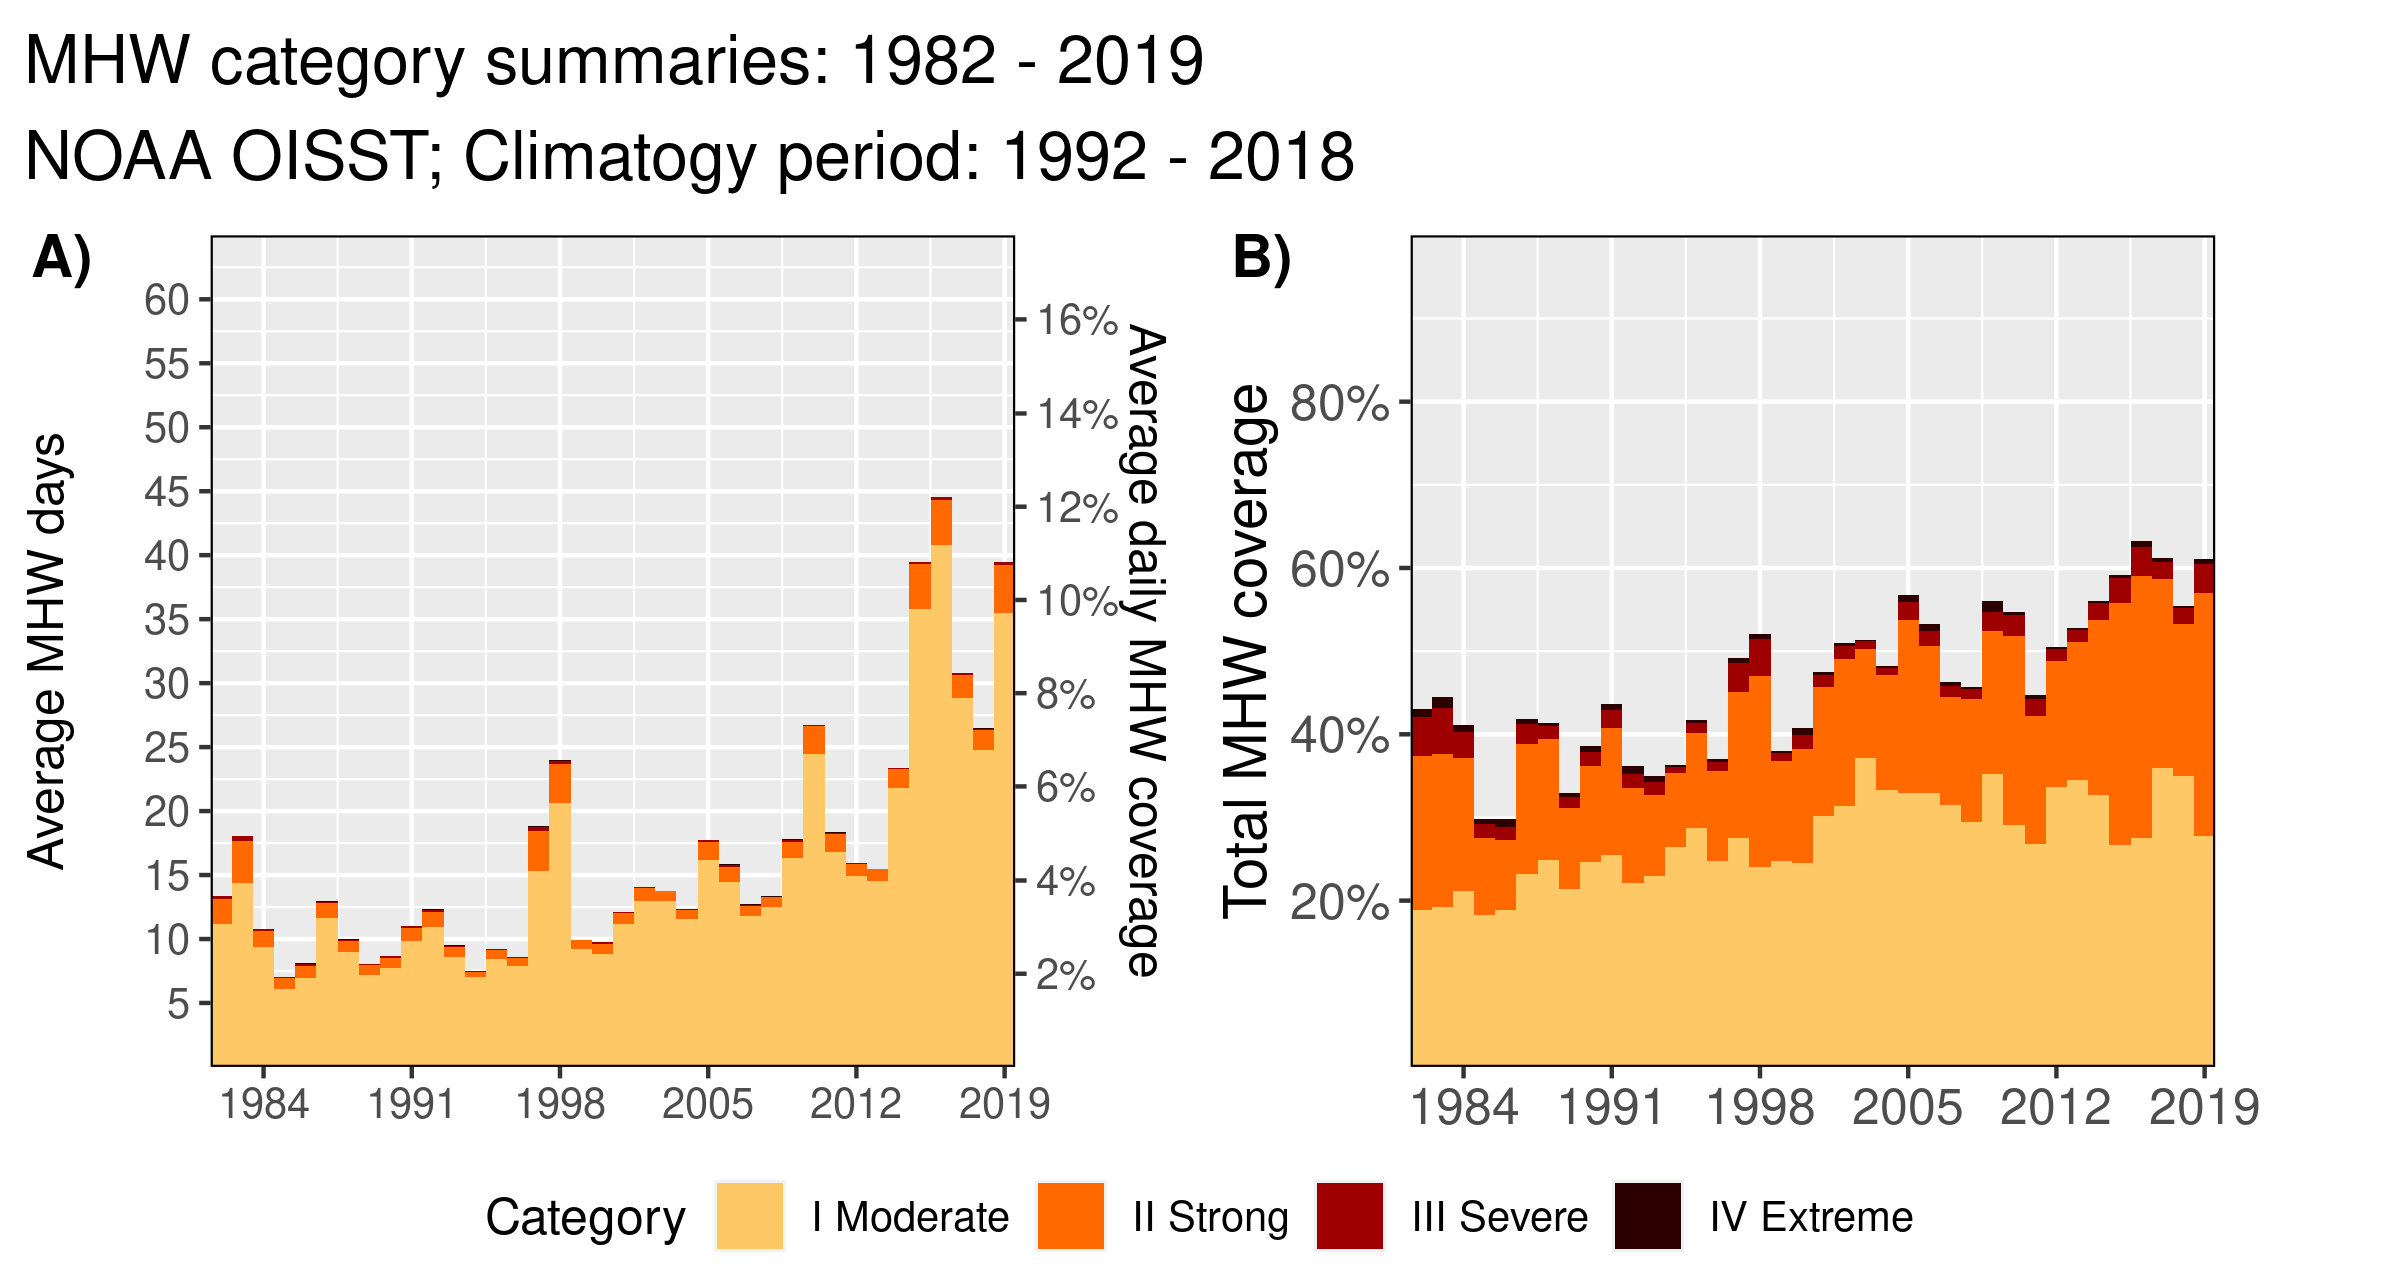 MHW category summaries: 1982 - 2019
NOAA OISST; Climatogy period: 1992 - 2018
A)
Average MHW days
60
55
50
45
40
35
30
25
20
15
10
5
16%
14%
12%
10%
8%
6%
4%
2%
Average daily MHW coverage
1984 1991 1998 2005 2012 2019
B)
Total MHW coverage
80%
60%
40%
20%
1984 1991 1998 2005 2012 2019
Category I Moderate II Strong III Severe IV Extreme